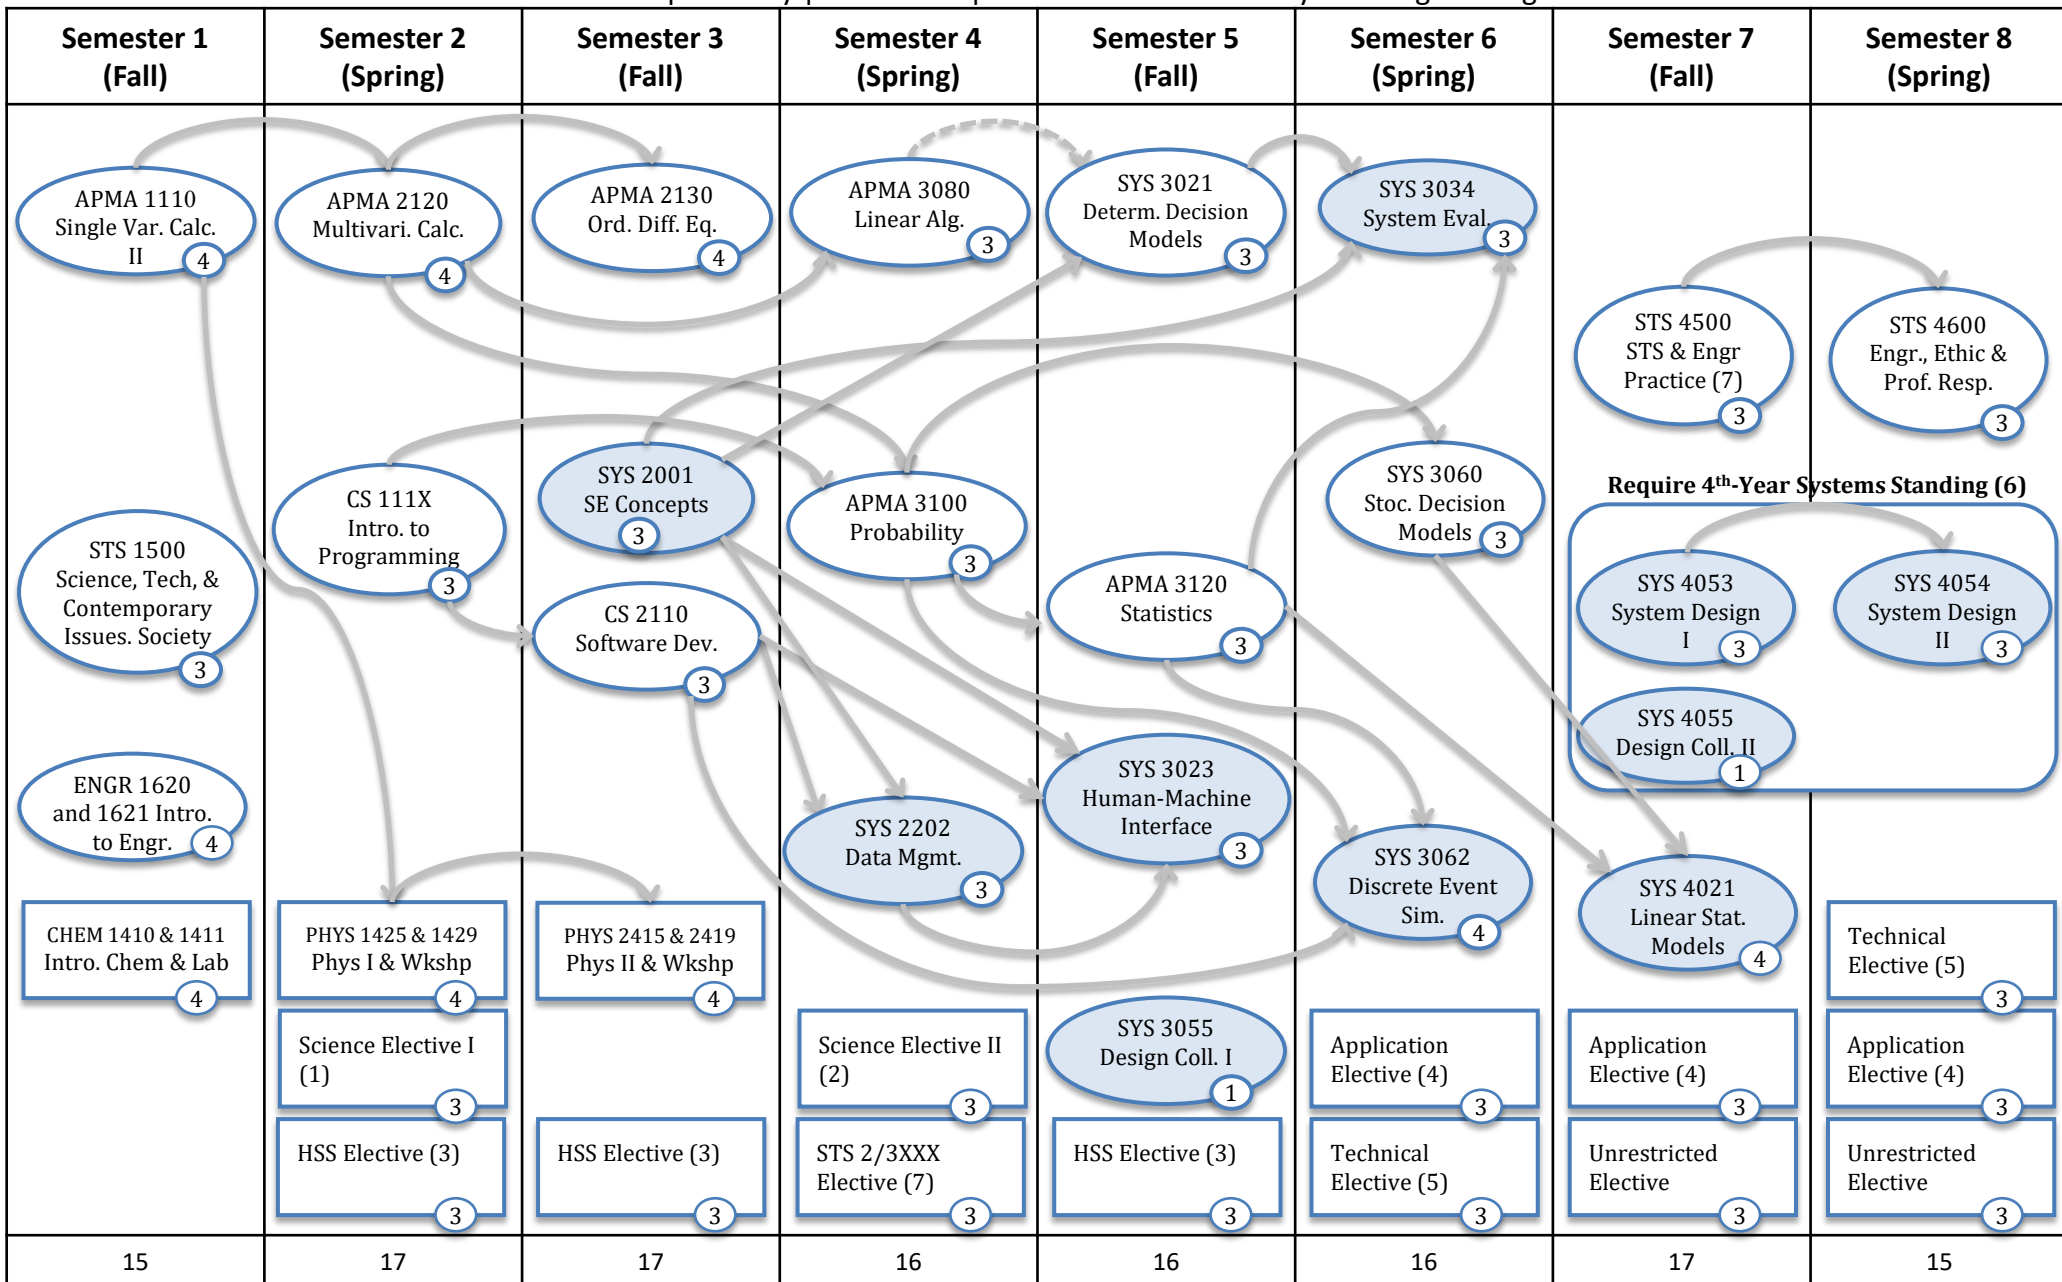 Semester 1
(Fall)
Semester 2
(Spring)
Semester 3
(Fall)
Semester 4
(Spring)
Semester 5
(Fall)
Semester 6
(Spring)
Semester 7
(Fall)
Semester 8
(Spring)
APMA 1110
Single Var. Calc.
II
4
STS 1500
Science, Tech, &
Contemporary
Issues. Society
3
ENGR 1620
and 1621 Intro.
to Engr.
4
CHEM 1410 & 1411
Intro. Chem & Lab
4
15
APMA 2120
Multivari. Calc.
4
CS 111X
Intro. to
Programming
3
PHYS 1425 & 1429
Phys I & Wkshp
4
Science Elective I
(1)
3
HSS Elective (3)
3
17
APMA 2130
Ord. Diff. Eq.
4
SYS 2001
SE Concepts
3
CS 2110
Software Dev.
3
PHYS 2415 & 2419
Phys II & Wkshp
4
HSS Elective (3)
3
17
APMA 3080
Linear Alg.
3
APMA 3100
Probability
3
SYS 2202
Data Mgmt.
3
Science Elective II
(2)
3
STS 2/3XXX
Elective (7)
3
16
SYS 3021
Determ. Decision
Models
3
APMA 3120
Statistics
3
SYS 3023
Human-Machine
Interface
3
SYS 3055
Design Coll. I
1
HSS Elective (3)
3
16
SYS 3034
System Eval.
3
SYS 3060
Stoc. Decision
Models
3
SYS 3062
Discrete Event
Sim.
4
Application
Elective (4)
3
Technical
Elective (5)
3
16
STS 4500
STS & Engr
Practice (7)
3
STS 4600
Engr., Ethic &
Prof. Resp.
3
Require 4th-Year Systems Standing (6)
SYS 4053
System Design
I
3
SYS 4054
System Design
II
3
SYS 4055
Design Coll. II
1
SYS 4021
Linear Stat.
Models
4
Application
Elective (4)
3
Unrestricted
Elective
3
17
Technical
Elective (5)
3
Application
Elective (4)
3
Unrestricted
Elective
3
15